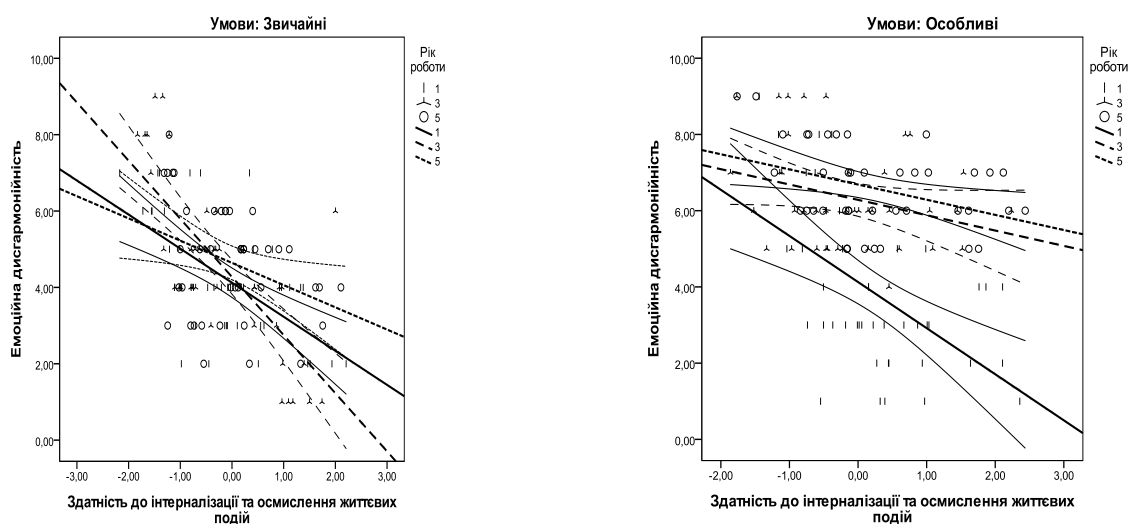 Умови: Звичайні
Рік
роботи
1
3
5
1
3
5
Емоційна дисгармонійність
10,00
8,00
6,00
4,00
2,00
0,00
-3,00 -2,00 -1,00 0,00 1,00 2,00 3,00
Здатність до інтерналізації та осмислення життєвих
подій
Умови: Особливі
Рік
роботи
1
3
5
1
3
5
Емоційна дисгармонійність
10,00
8,00
6,00
4,00
2,00
0,00
-2,00 -1,00 0,00 1,00 2,00 3,00
Здатність до інтерналізації та осмислення життєвих
подій